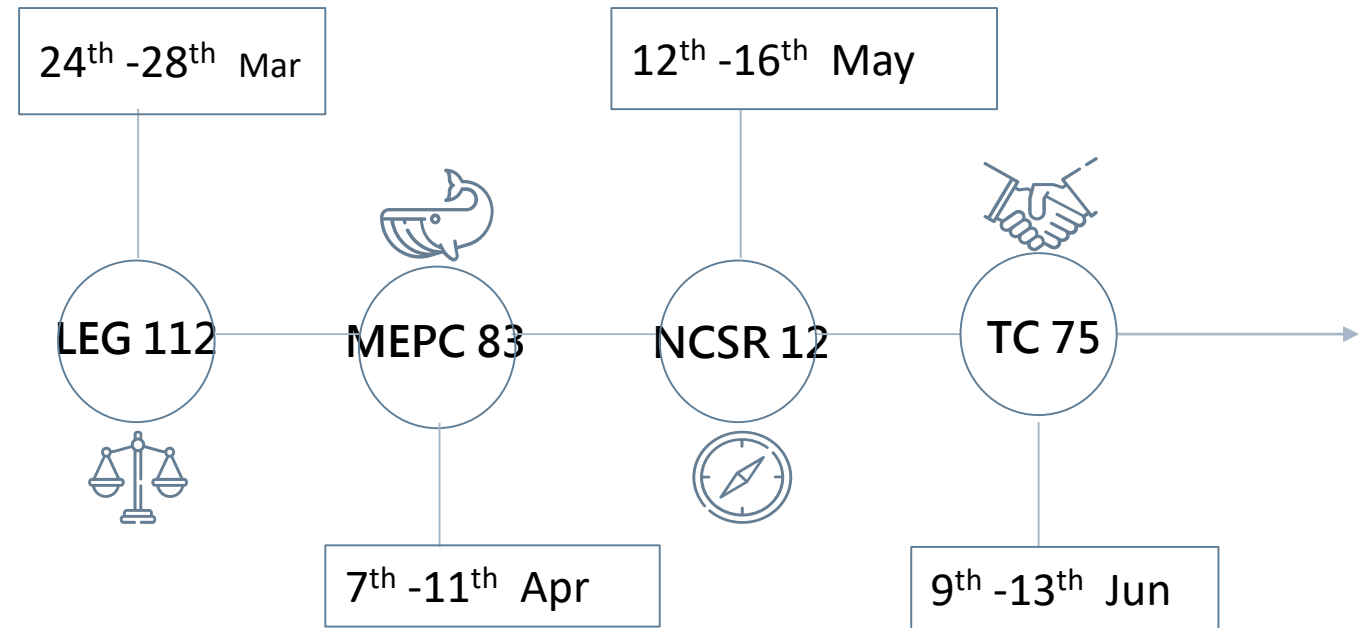 24th -28th Mar
12th -16th May
LEG 112
MEPC 83
NCSR 12
TC 75
7th -11th Apr
9th -13th Jun